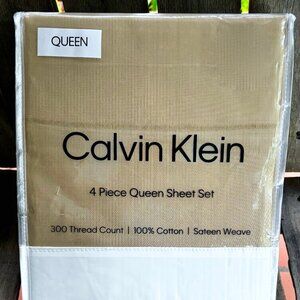 QUEEN
Calvin Klein
4 Piece Queen Sheet Set
300 Thread Count | 100% Cotton | Sateen Weave